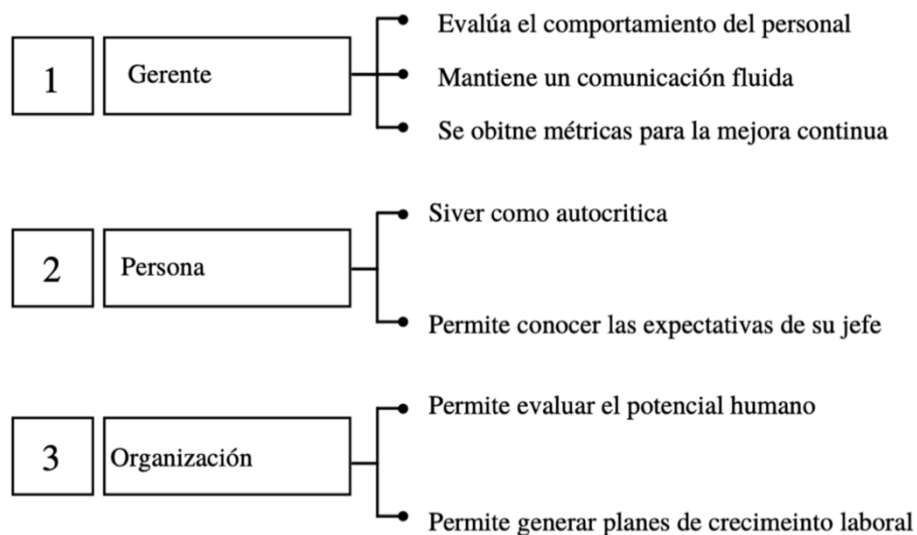 1
Gerente
Evalúa el comportamiento del personal
Mantiene un comunicación fluida
Se obitne métricas para la mejora continua
2
Persona
Siver como autocritica
Permite conocer las expectativas de su jefe
3
Organización
Permite evaluar el potencial humano
Permite generar planes de crecimeinto laboral